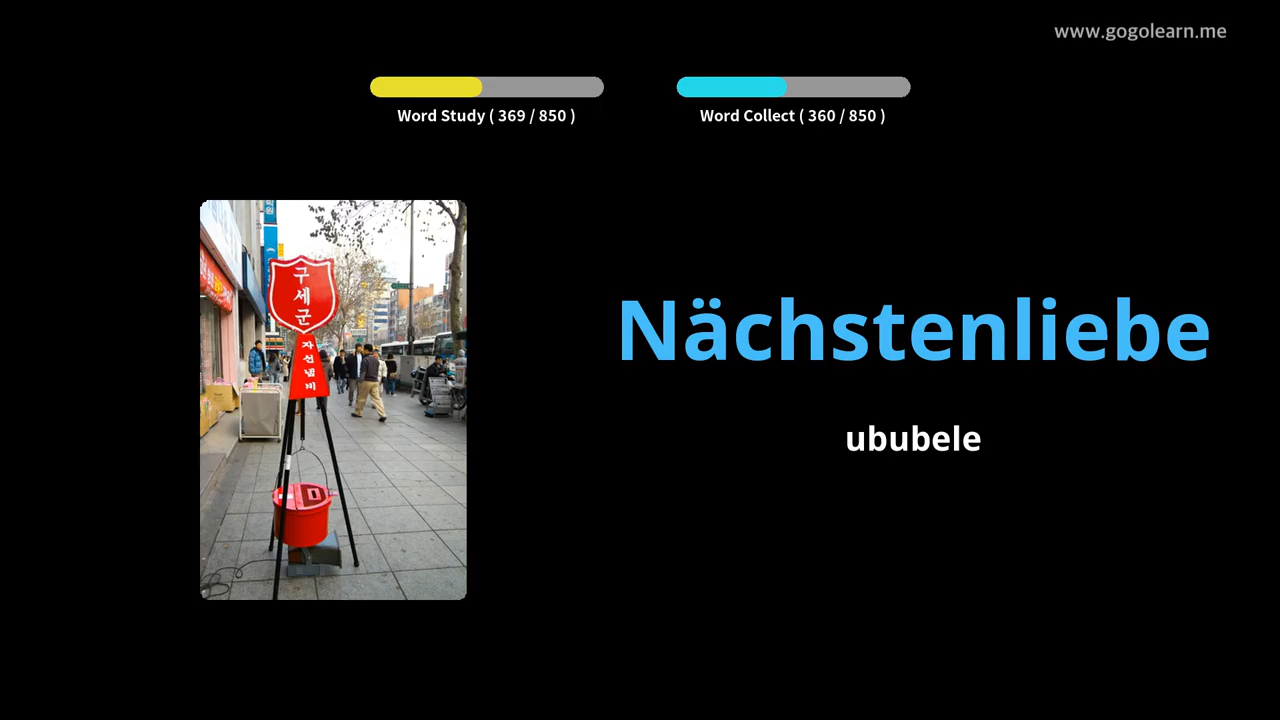 www.gogolearn.me
Word Study ( 369 / 850 )
Word Collect ( 360 / 850 )
구세군
자선냄비
Nächstenliebe
ububele